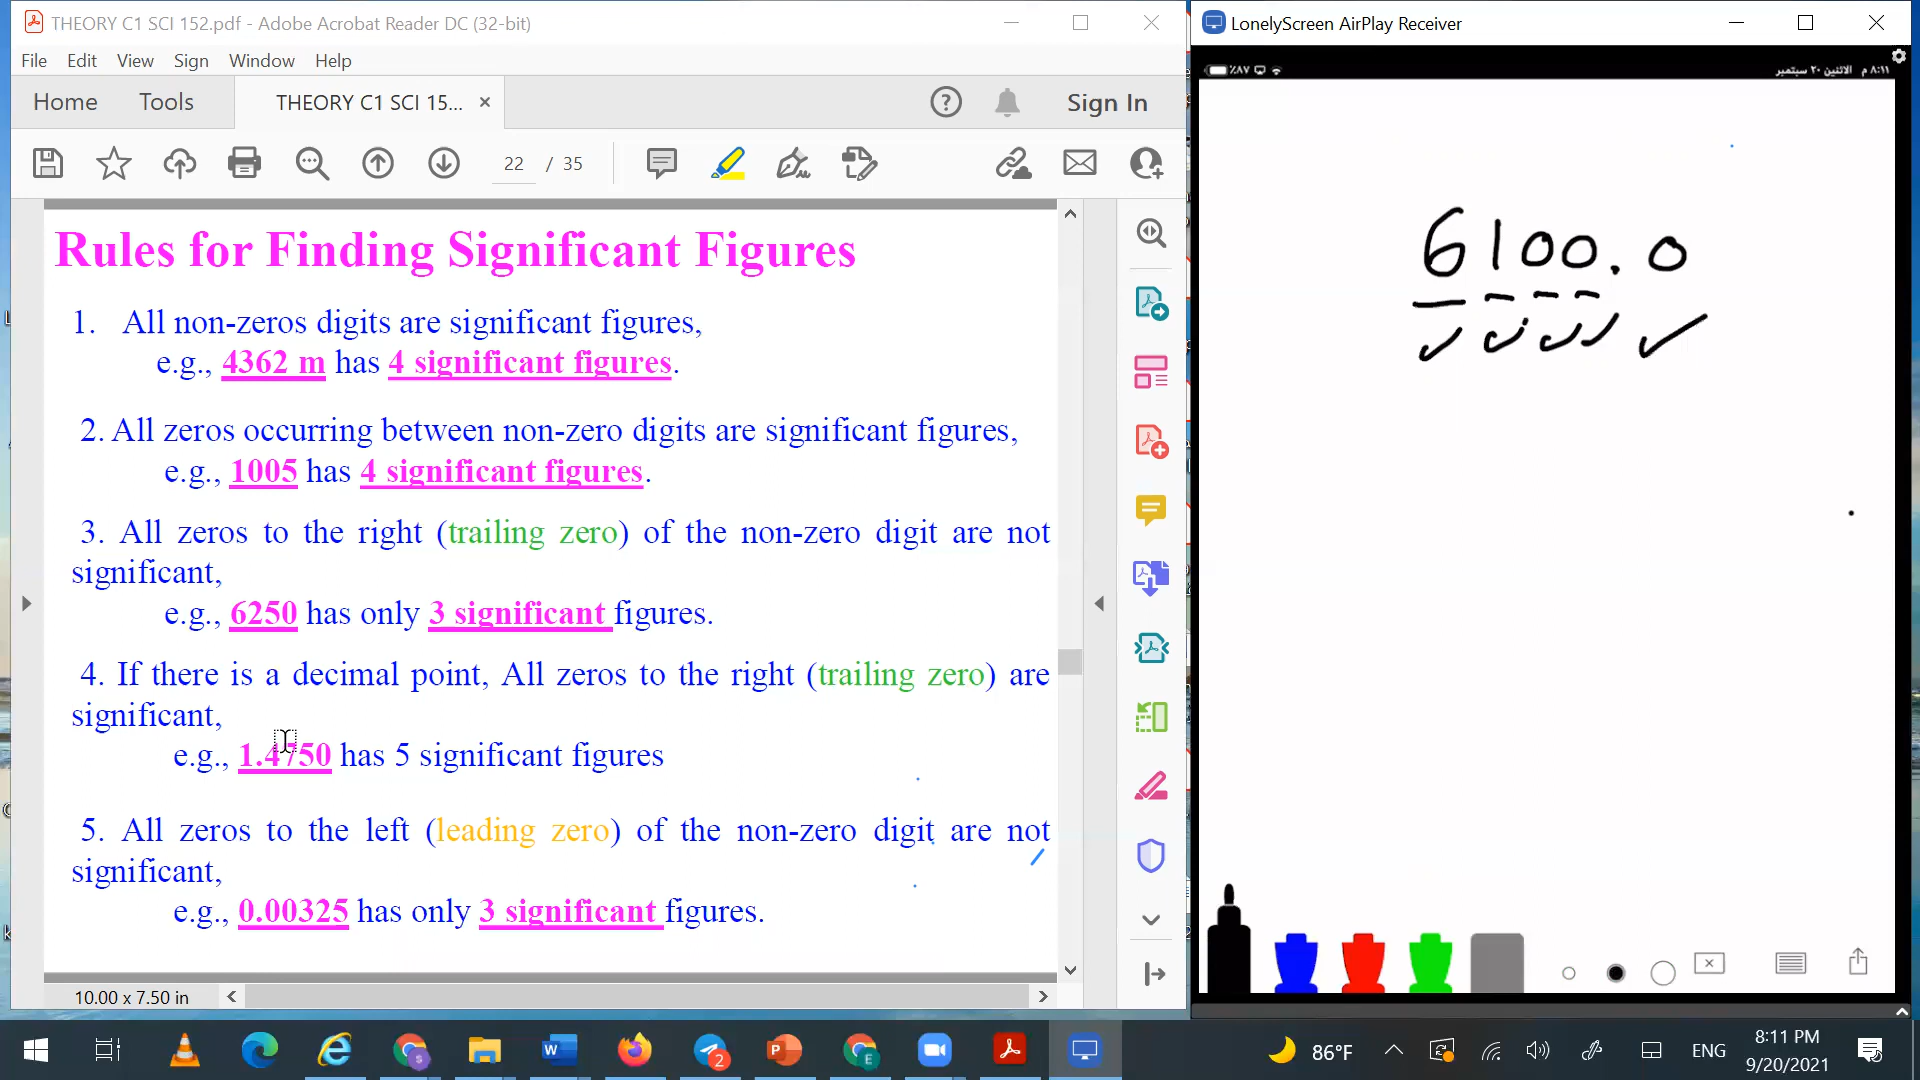 THEORY C1 SCI 152.pdf - Adobe Acrobat Reader DC (32-bit)
File Edit View Sign Window Help
Home Tools THEORY C1 SCI 15... × Sign In
22 / 35
Rules for Finding Significant Figures
1. All non-zeros digits are significant figures,
e.g., 4362 m has 4 significant figures.
2. All zeros occurring between non-zero digits are significant figures,
e.g., 1005 has 4 significant figures.
3. All zeros to the right (trailing zero) of the non-zero digit are not
significant,
e.g., 6250 has only 3 significant figures.
4. If there is a decimal point, All zeros to the right (trailing zero) are
significant,
e.g., 1.4750 has 5 significant figures
5. All zeros to the left (leading zero) of the non-zero digit are not
significant,
e.g., 0.00325 has only 3 significant figures.
10.00 x 7.50 in
LonelyScreen AirPlay Receiver
٨:١١ م الاثنين ٢٠ سبتمبر
٪٨٧
6100.0
86°F ENG
8:11 PM
9/20/2021